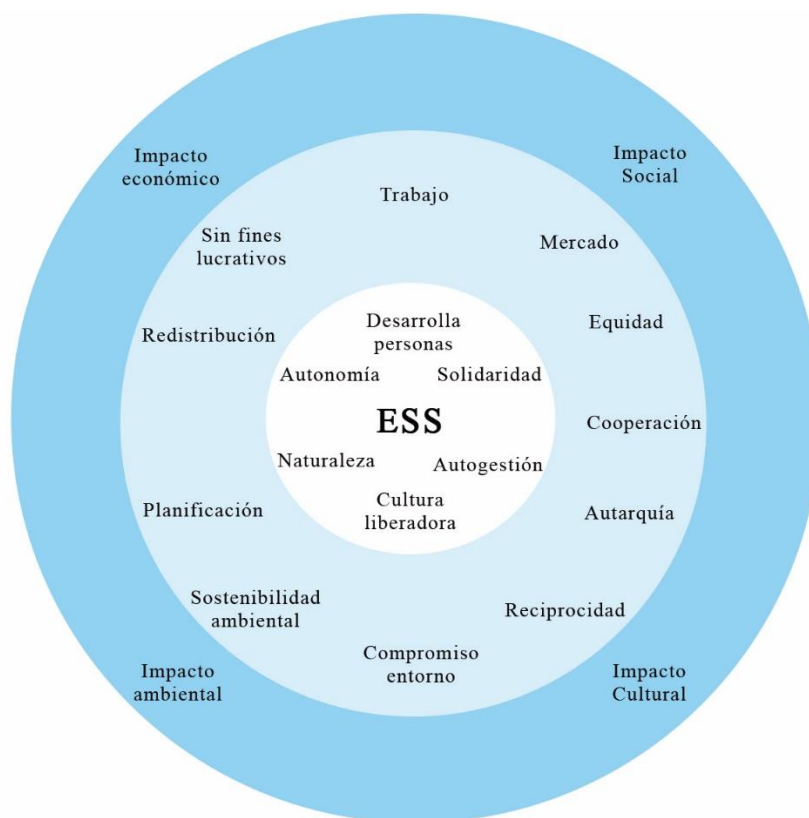 Impacto
económico
Impacto
Social
Trabajo
Sin fines
lucrativos
Mercado
Redistribución
Equidad
Desarrolla
personas
Autonomía
Solidaridad
ESS
Cooperación
Naturaleza
Autogestión
Cultura
liberadora
Planificación
Autarquía
Sostenibilidad
ambiental
Reciprocidad
Compromiso
entorno
Impacto
ambiental
Impacto
Cultural